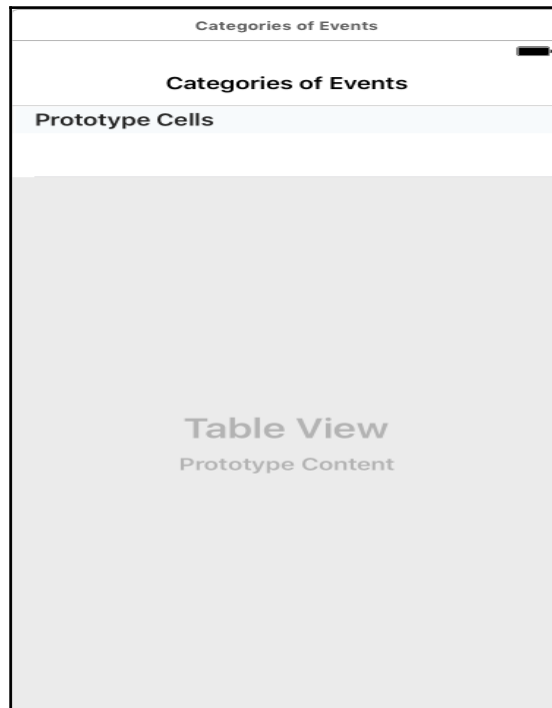 Categories of Events
Categories of Events
Prototype Cells
Table View
Prototype Content